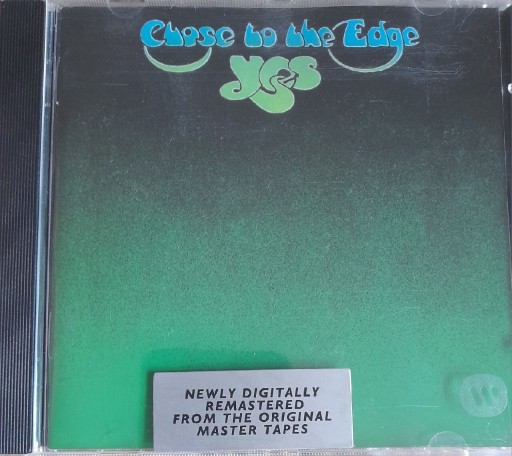 Close to the Edge
YES
NEWLY DIGITALLY
REMASTERED
FROM THE ORIGINAL
MASTER TAPES